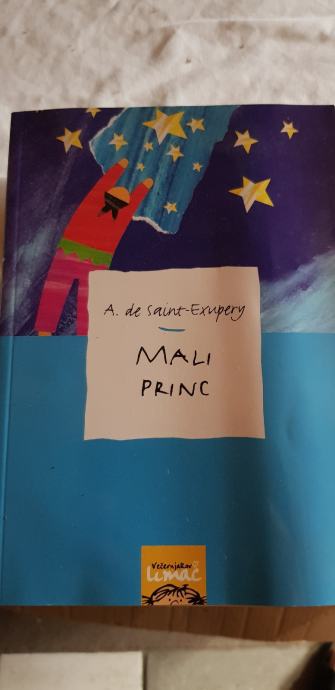 A. de Saint-Exupery
MALI
PRINC
Večernjakov
limač